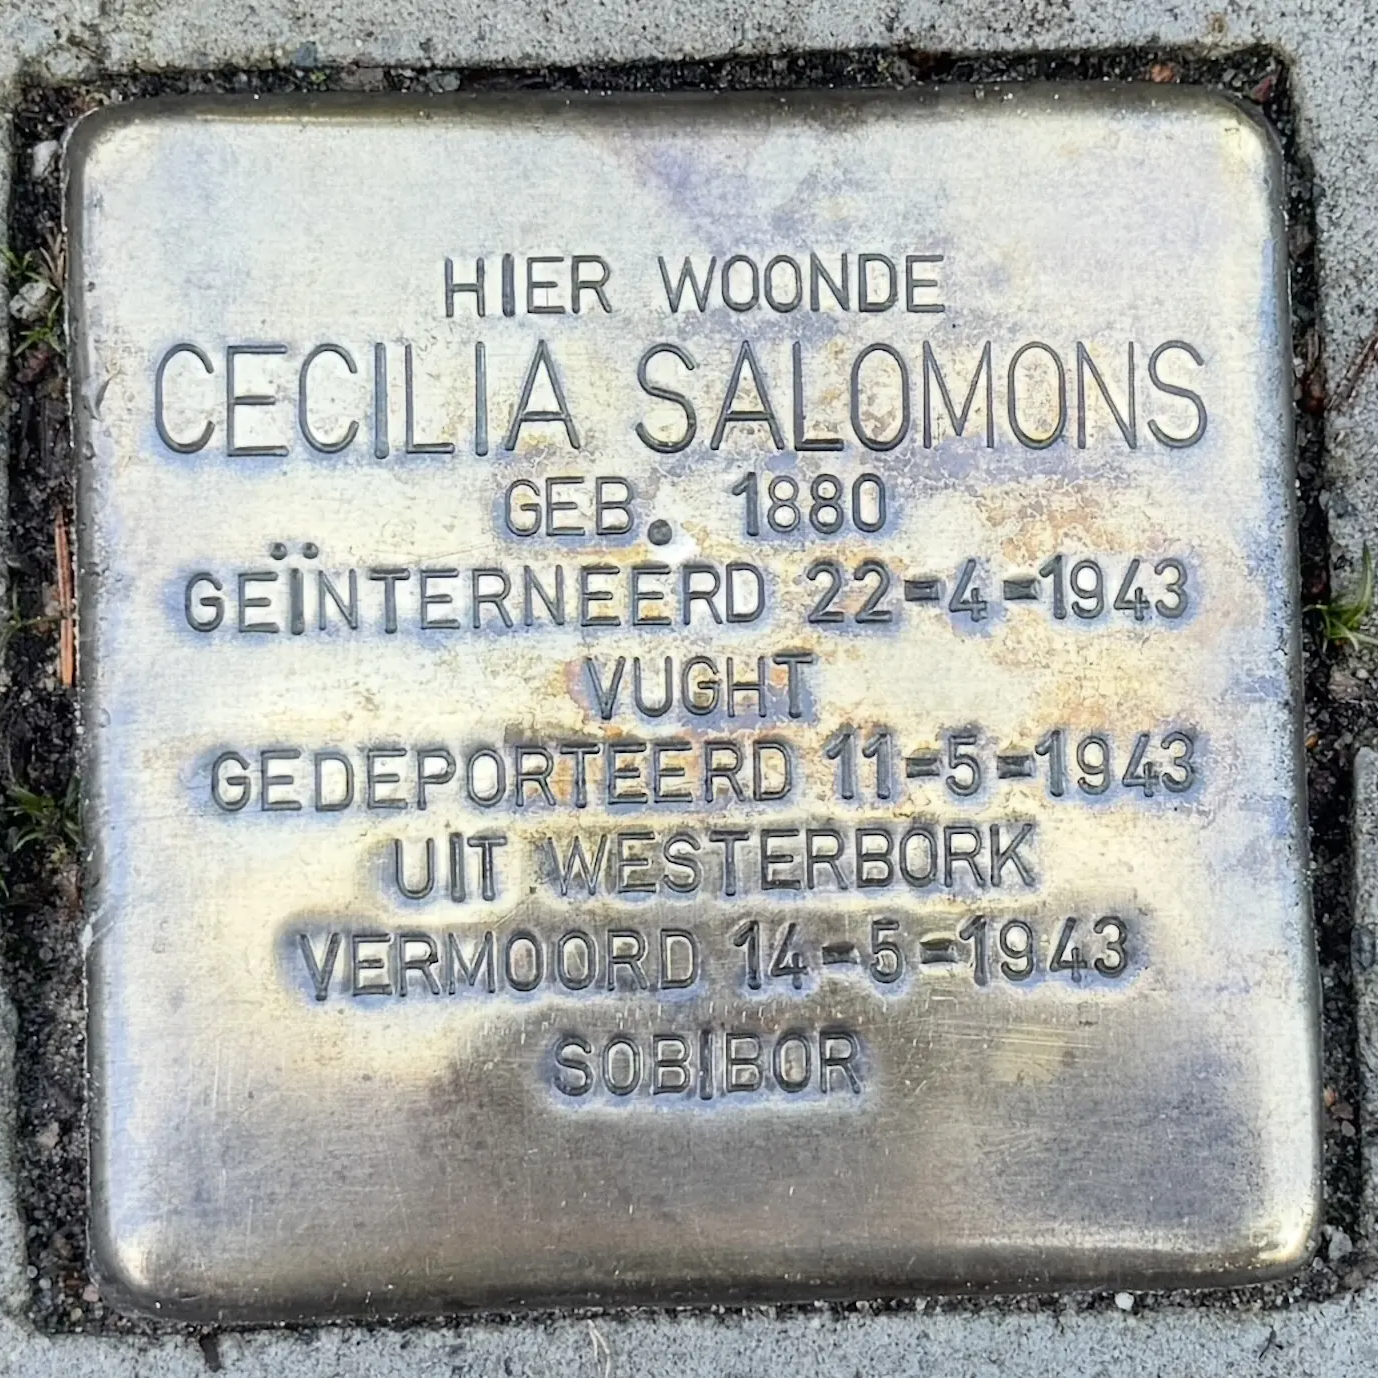 HIER WOONDE
CECILIA SALOMONS
GEB. 1880
GEÏNTERNEERD 22-4-1943
VUGHT
GEDEPORTEERD 11-5-1943
UIT WESTERBORK
VERMOORD 14-5-1943
SOBIBOR